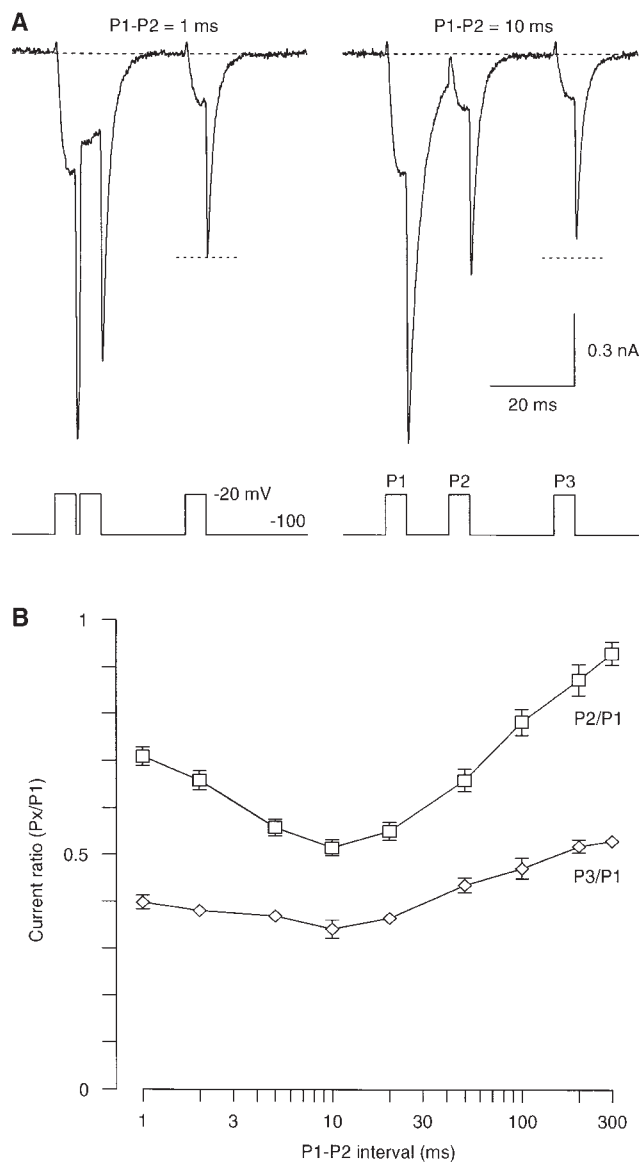 A
P1-P2 = 1 ms
P1-P2 = 10 ms
0.3 nA
20 ms
-20 mV
-100
P1
P2
P3
B
1
0.5
0
Current ratio (Px/P1)
P2/P1
P3/P1
1 3 10 30 100 300
P1-P2 interval (ms)